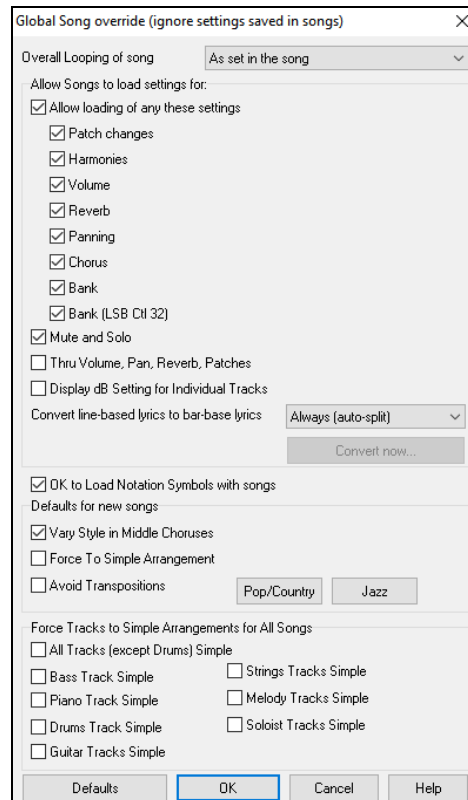 Global Song override (ignore settings saved in songs)
Overall Looping of song
As set in the song
Allow Songs to load settings for:
Allow loading of any these settings
Patch changes
Harmonies
Volume
Reverb
Panning
Chorus
Bank
Bank (LSB Ctl 32)
Mute and Solo
Thru Volume, Pan, Reverb, Patches
Display dB Setting for Individual Tracks
Convert line-based lyrics to bar-base lyrics
Always (auto-split)
Convert now...
OK to Load Notation Symbols with songs
Defaults for new songs
Vary Style in Middle Choruses
Force To Simple Arrangement
Avoid Transpositions
Pop/Country
Jazz
Force Tracks to Simple Arrangements for All Songs
All Tracks (except Drums) Simple
Bass Track Simple
Strings Tracks Simple
Piano Track Simple
Melody Tracks Simple
Drums Track Simple
Soloist Tracks Simple
Guitar Tracks Simple
Defaults
OK
Cancel
Help